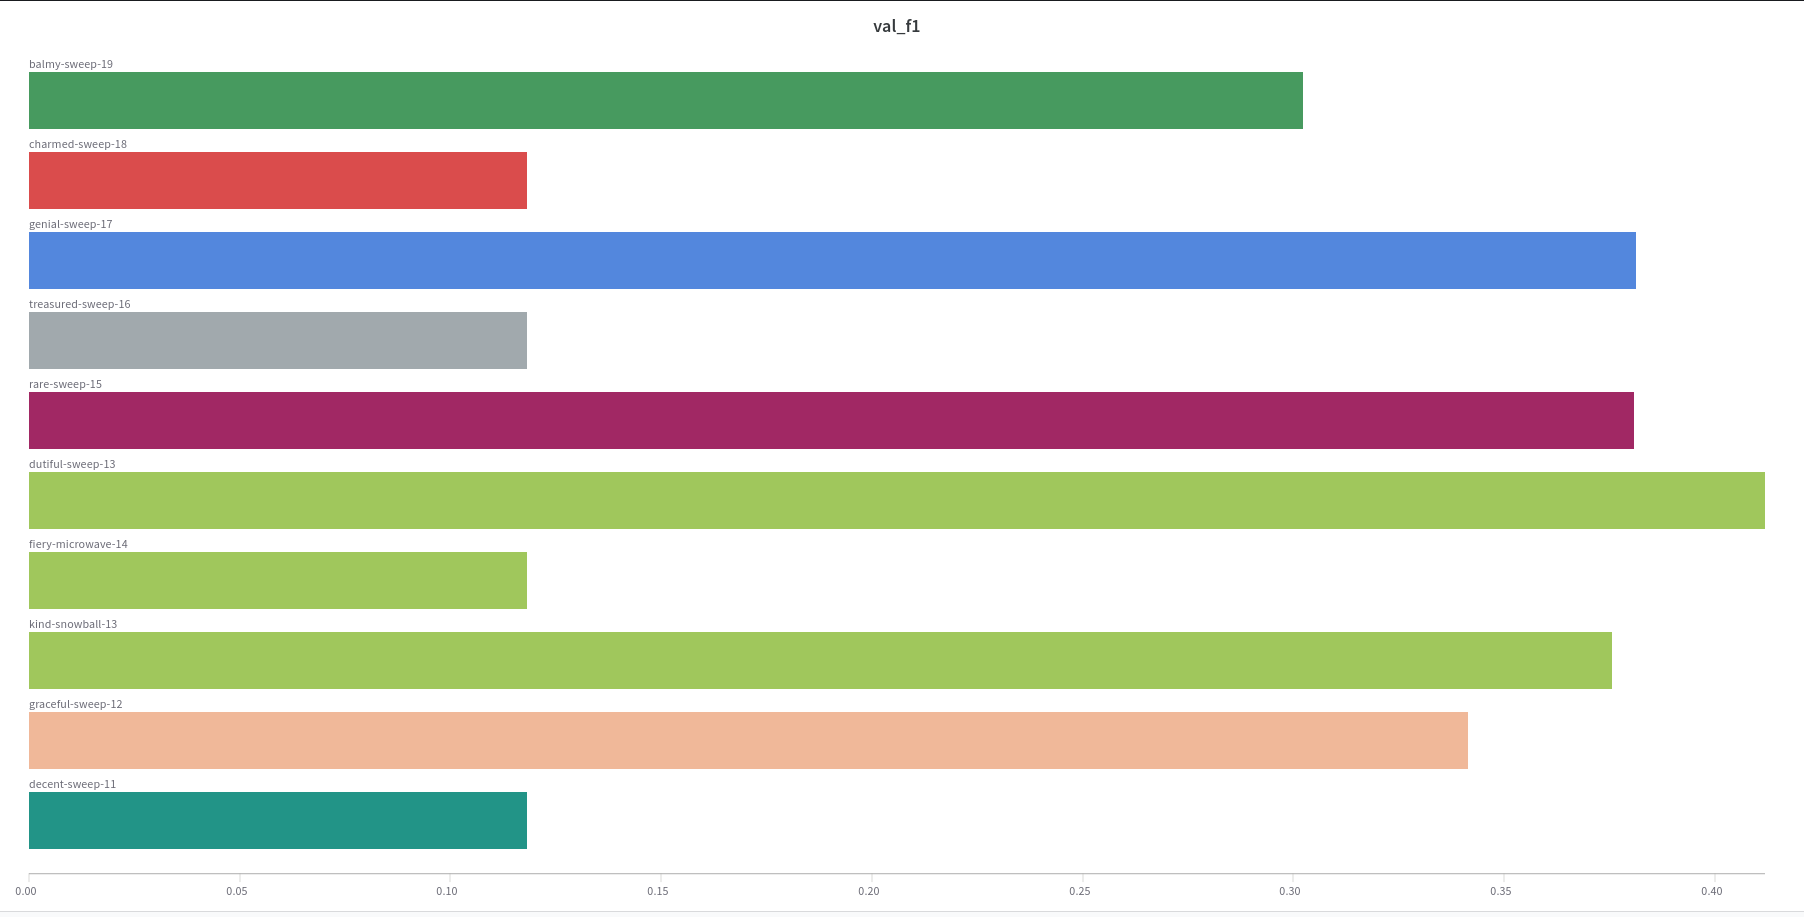 val_f1
balmy-sweep-19
charmed-sweep-18
genial-sweep-17
treasured-sweep-16
rare-sweep-15
dutiful-sweep-13
fiery-microwave-14
kind-snowball-13
graceful-sweep-12
decent-sweep-11
0.00 0.05 0.10 0.15 0.20 0.25 0.30 0.35 0.40